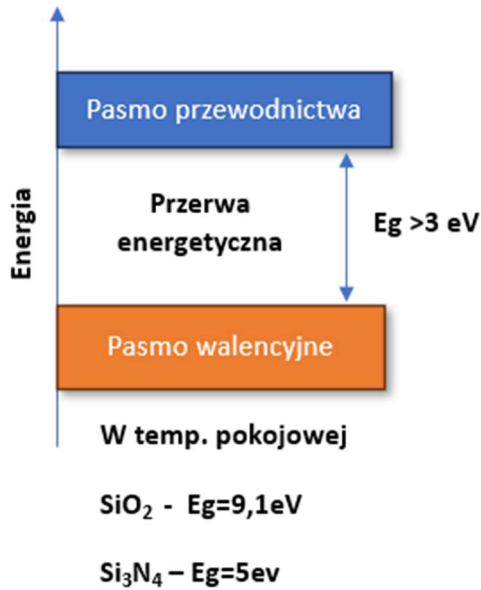 Pasmo przewodnictwa
Energia
Przerwa
energetyczna
Eg >3 eV
Pasmo walencyjne
W temp. pokojowej
SiO₂ - Eg=9,1eV
Si₃N₄ – Eg=5ev